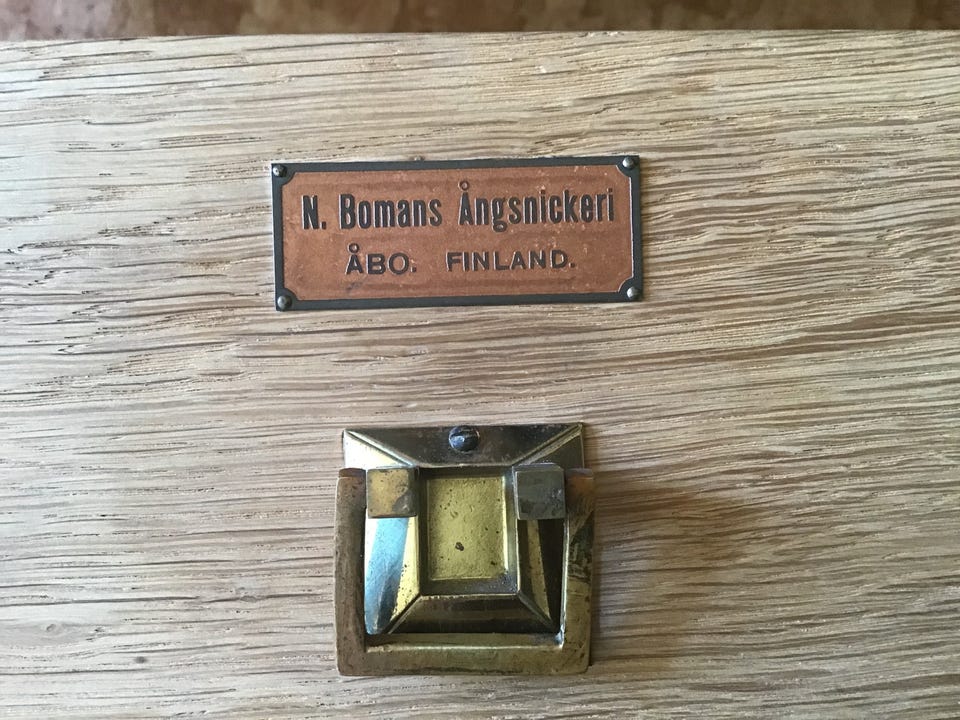 N. Bomans Ångsnickeri
ÅBO. FINLAND.